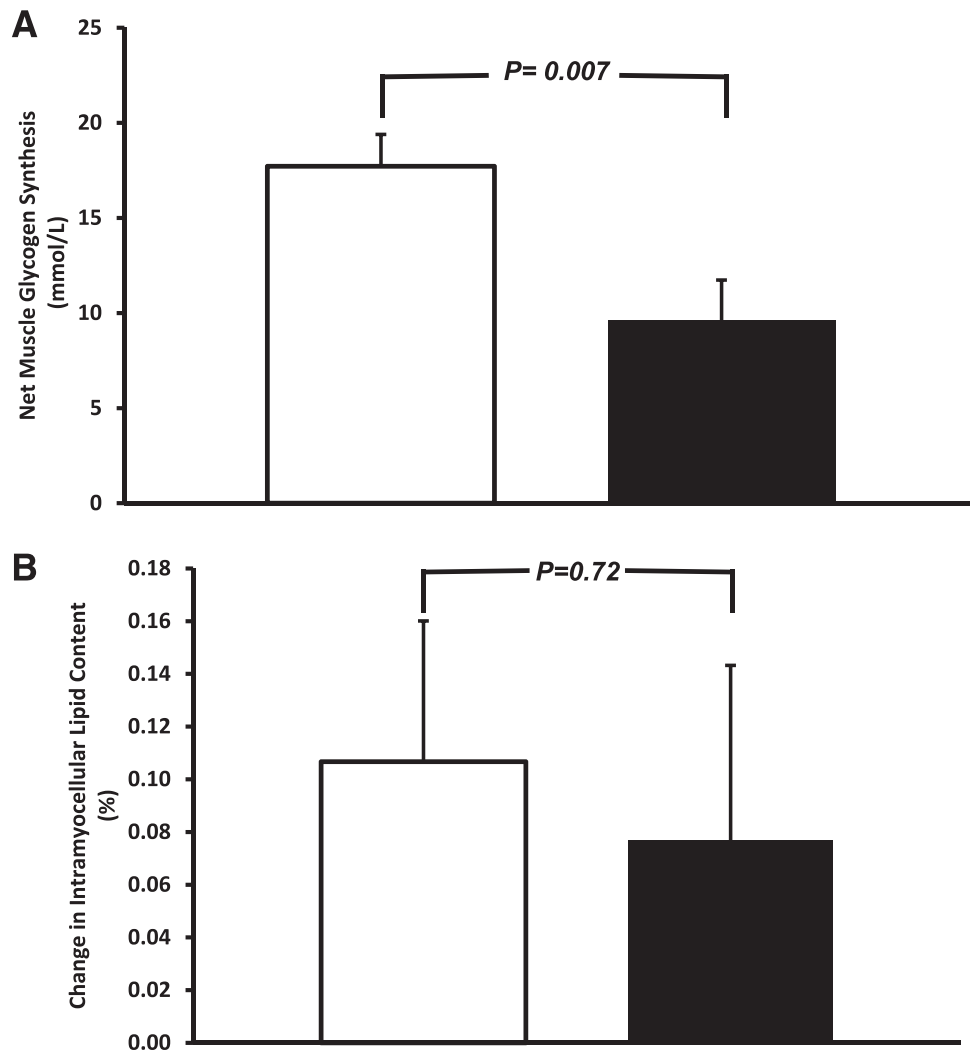 A
25
20
15
10
5
0
Net Muscle Glycogen Synthesis
(mmol/L)
P= 0.007
B
0.18
0.16
0.14
0.12
0.10
0.08
0.06
0.04
0.02
0.00
Change in Intramyocellular Lipid Content
(%)
P=0.72